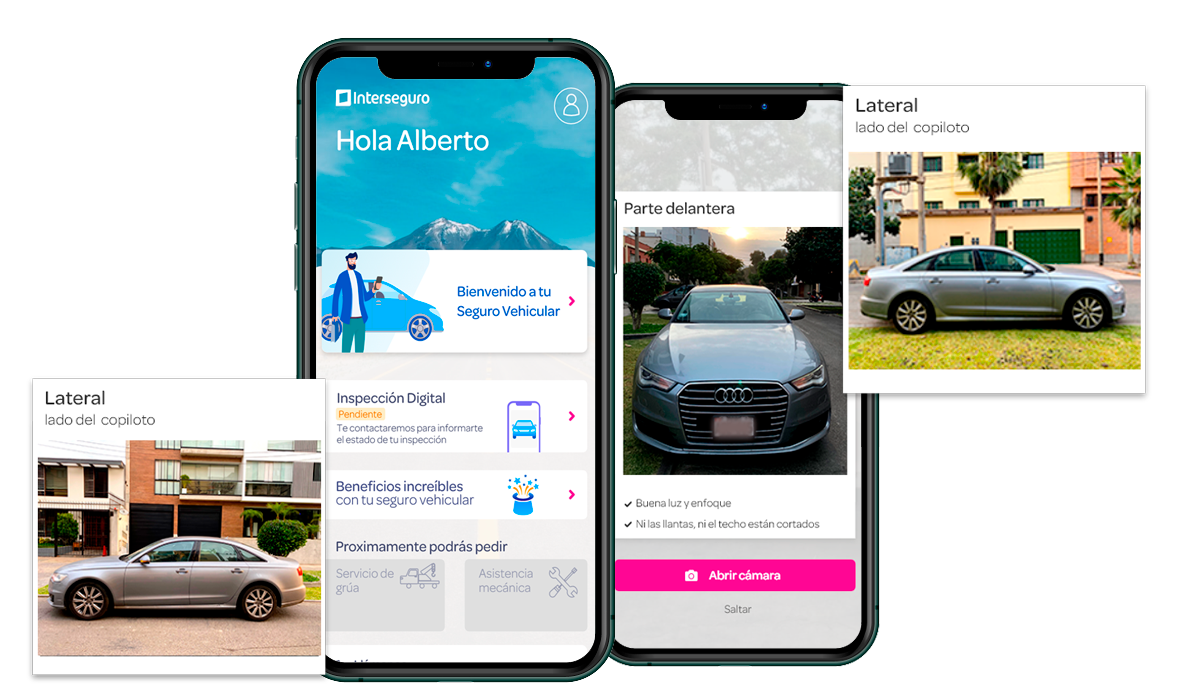 Interseguro
Hola Alberto
Bienvenido a tu
Seguro Vehicular
Inspección Digital
Pendiente
Te contactaremos para informarte
el estado de tu inspección
Beneficios increíbles
con tu seguro vehicular
Proximamente podrás pedir
Servicio de
grúa
Asistencia
mecánica
Lateral
lado del copiloto
Parte delantera
Buena luz y enfoque
Ni las llantas, ni el techo están cortados
Abrir cámara
Saltar
Lateral
lado del copiloto